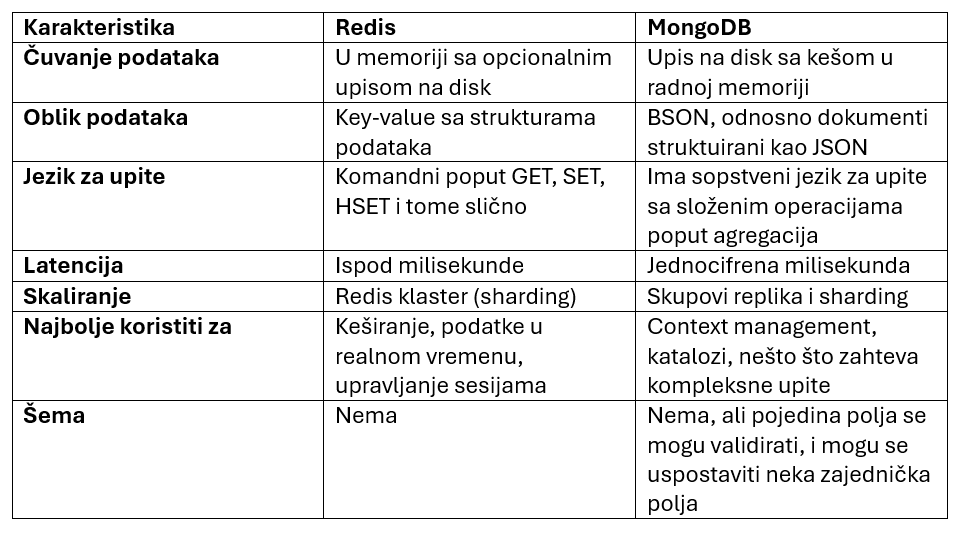 Karakteristika
Redis
MongoDB
Čuvanje podataka
U memoriji sa opcionalnim
upisom na disk
Upis na disk sa kešom u
radnoj memoriji
Oblik podataka
Key-value sa strukturama
podataka
BSON, odnosno dokumenti
struktuirani kao JSON
Jezik za upite
Komandni poput GET, SET,
HSET i tome slično
Ima sopstveni jezik za upite
sa složenim operacijama
poput agregacija
Latencija
Ispod milisekunde
Jednocifrena milisekunda
Skaliranje
Redis klaster (sharding)
Skupovi replika i sharding
Najbolje koristiti za
Keširanje, podatke u
realnom vremenu,
upravljanje sesijama
Context management,
katalozi, nešto što zahteva
kompleksne upite
Šema
Nema
Nema, ali pojedina polja se
mogu validirati, i mogu se
uspostaviti neka zajednička
polja